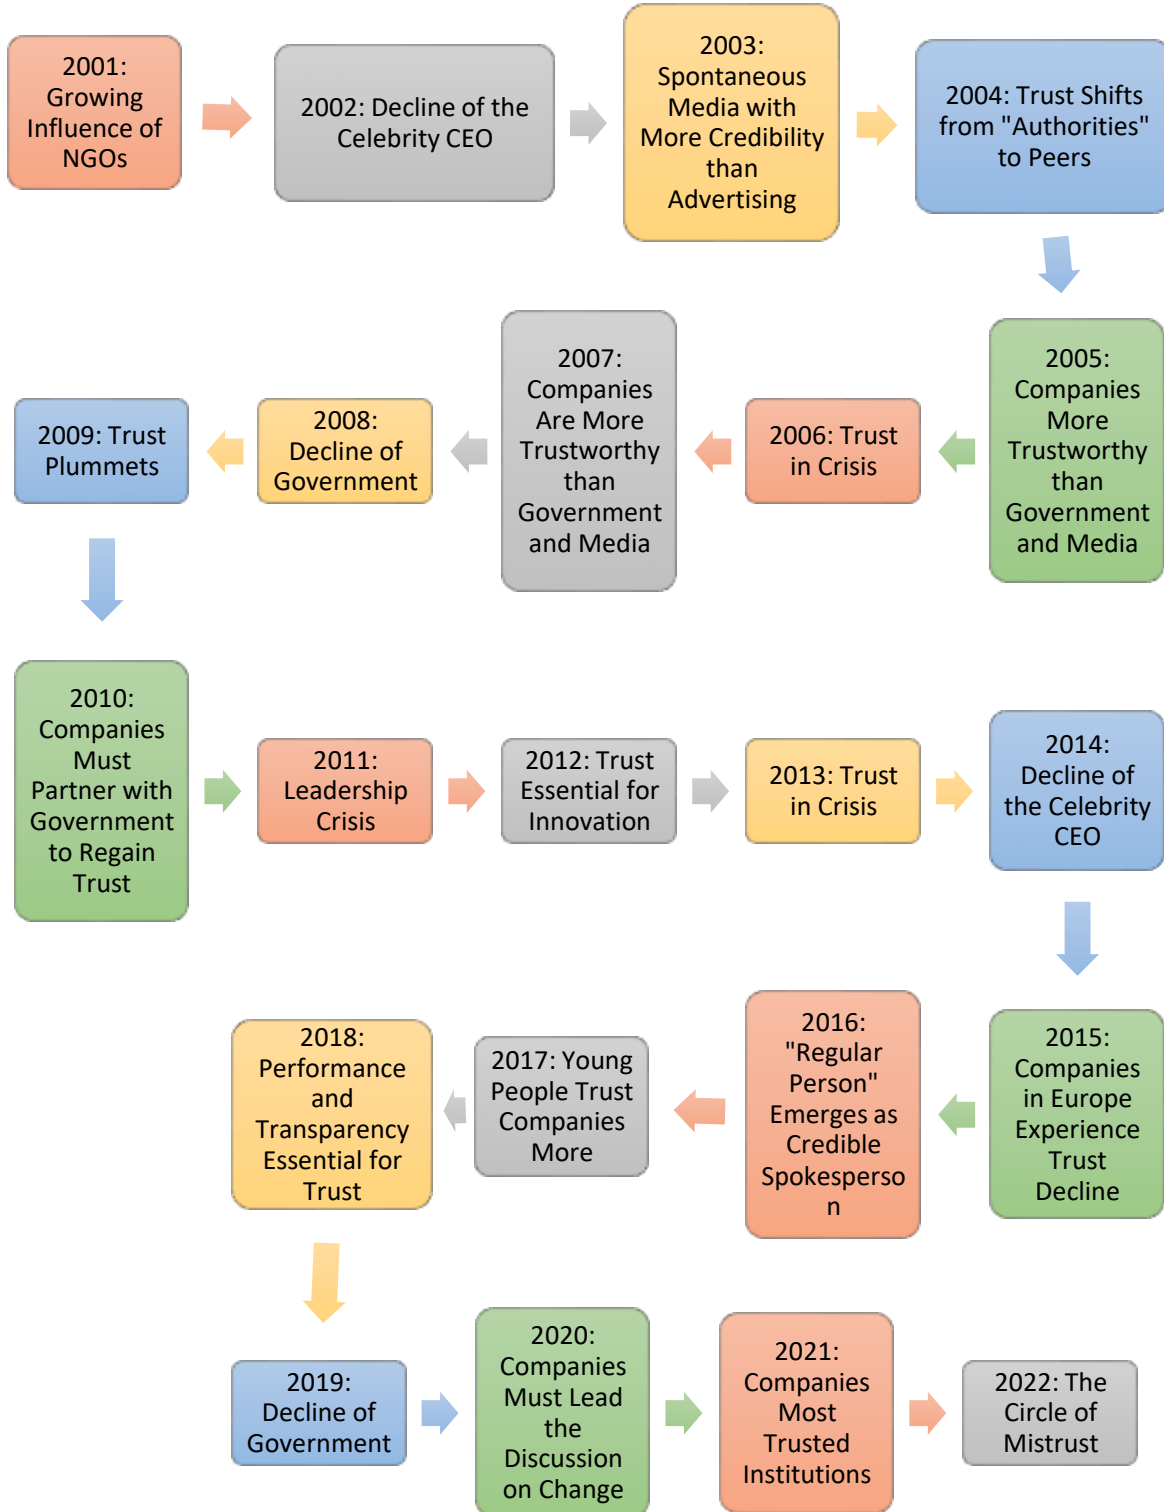 2001:
Growing
Influence of
NGOs
2002: Decline of the
Celebrity CEO
2003:
Spontaneous
Media with
More Credibility
than
Advertising
2004: Trust Shifts
from "Authorities"
to Peers
2005:
Companies
More
Trustworthy
than
Government
and Media
2006: Trust
in Crisis
2007:
Companies
Are More
Trustworthy
than
Government
and Media
2008:
Decline of
Government
2009: Trust
Plummets
2010:
Companies
Must
Partner with
Government
to Regain
Trust
2011:
Leadership
Crisis
2012: Trust
Essential for
Innovation
2013: Trust
in Crisis
2014:
Decline of
the Celebrity
CEO
2015:
Companies
in Europe
Experience
Trust
Decline
2016:
"Regular
Person"
Emerges as
Credible
Spokesperso
n
2017: Young
People Trust
Companies
More
2018:
Performance
and
Transparency
Essential for
Trust
2019:
Decline of
Government
2020:
Companies
Must Lead
the
Discussion
on Change
2021:
Companies
Most
Trusted
Institutions
2022: The
Circle of
Mistrust